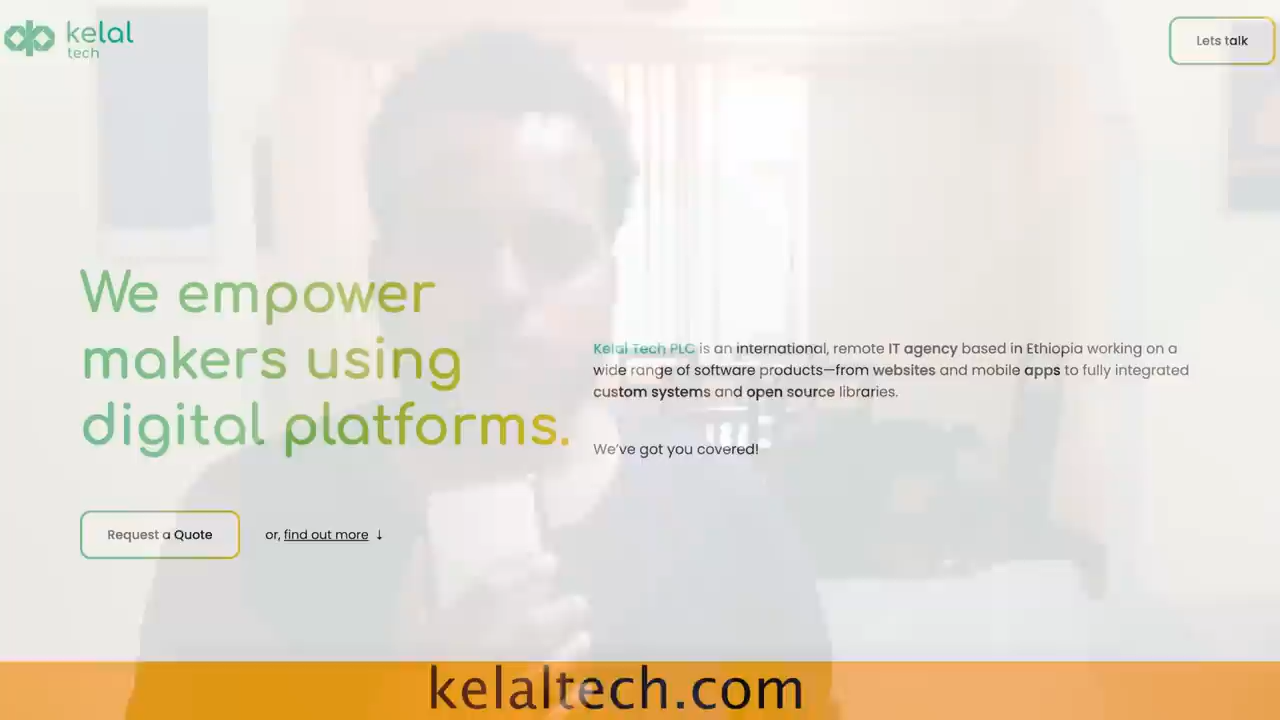 kelal
tech
Lets talk
We empower
makers using
digital platforms.
Kelal Tech PLC is an international, remote IT agency based in Ethiopia working on a
wide range of software products—from websites and mobile apps to fully integrated
custom systems and open source libraries.
We've got you covered!
Request a Quote
or, find out more ↓
kelaltech.com